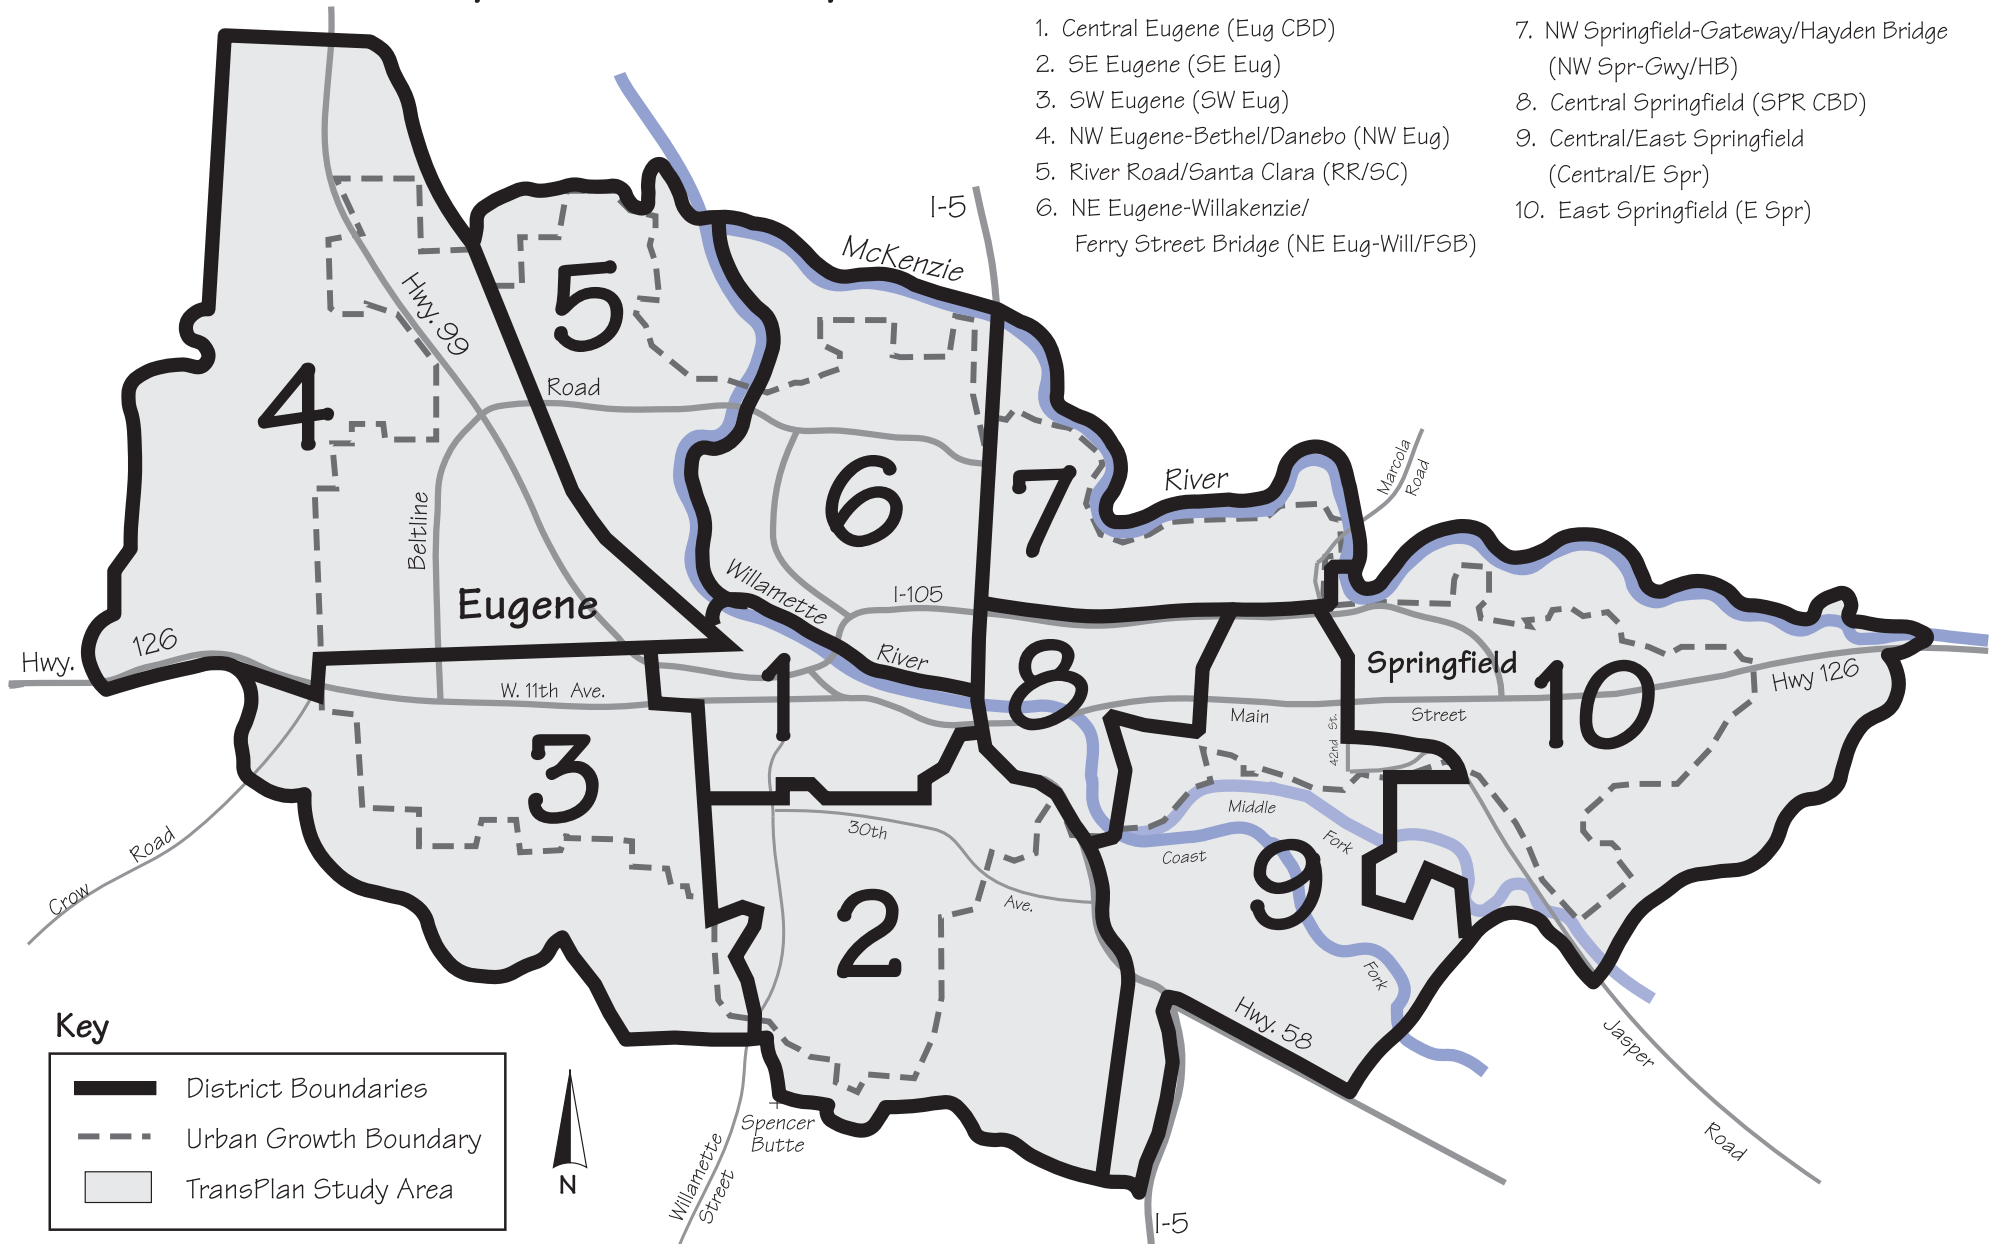 1. Central Eugene (Eug CBD)
2. SE Eugene (SE Eug)
3. SW Eugene (SW Eug)
4. NW Eugene-Bethel/Danebo (NW Eug)
5. River Road/Santa Clara (RR/SC)
6. NE Eugene-Willakenzie/
Ferry Street Bridge (NE Eug-Will/FSB)
7. NW Springfield-Gateway/Hayden Bridge
(NW Spr-Gwy/HB)
8. Central Springfield (SPR CBD)
9. Central/East Springfield
(Central/E Spr)
10. East Springfield (E Spr)
I-5
McKenzie
Hwy. 99
5
Road
4
6
7
River
Marcola
Road
Beltline
Willamette
I-105
Eugene
126
Hwy.
River
1
8
Springfield
10
Hwy 126
W. 11th Ave.
Main
Street
42nd St.
3
Middle
Fork
30th
Coast
Road
Crow
9
2
Ave.
Fork
Hwy. 58
Jasper
Road
Key
District Boundaries
Urban Growth Boundary
TransPlan Study Area
N
Spencer
Butte
Willamette
Street
I-5